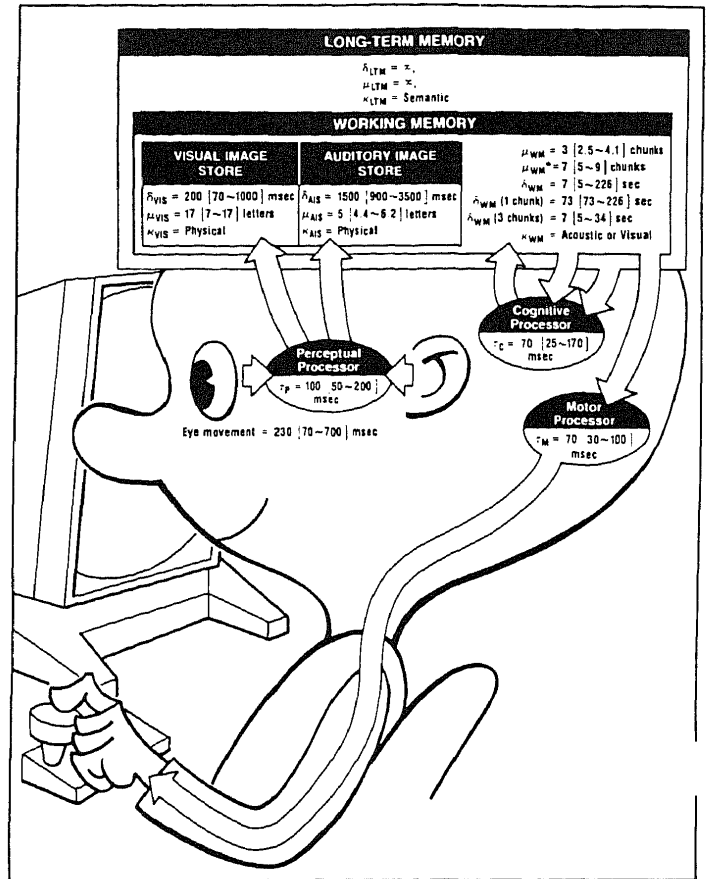 LONG-TERM MEMORY
δLTM = ∝,
μLTM = ∝,
κLTM = Semantic
WORKING MEMORY
VISUAL IMAGE
STORE
δVIS = 200 [70~1000] msec
μVIS = 17 [7~17] letters
κVIS = Physical
AUDITORY IMAGE
STORE
δAIS = 1500 [900~3500] msec
μAIS = 5 [4.4~6 2] letters
κAIS = Physical
μWM = 3 [2.5~4.1] chunks
μWM* = 7 [5~9] chunks
δWM = 7 [5~226] sec
δWM (1 chunk) = 73 [73~226] sec
δWM (3 chunks) = 7 [5~34] sec
κWM = Acoustic or Visual
Cognitive
Processor
τC = 70 [25~170]
msec
Perceptual
Processor
τP = 100 50~200]
msec
Motor
Processor
τM = 70 30~100]
msec
Eye movement = 230 [70~700] msec